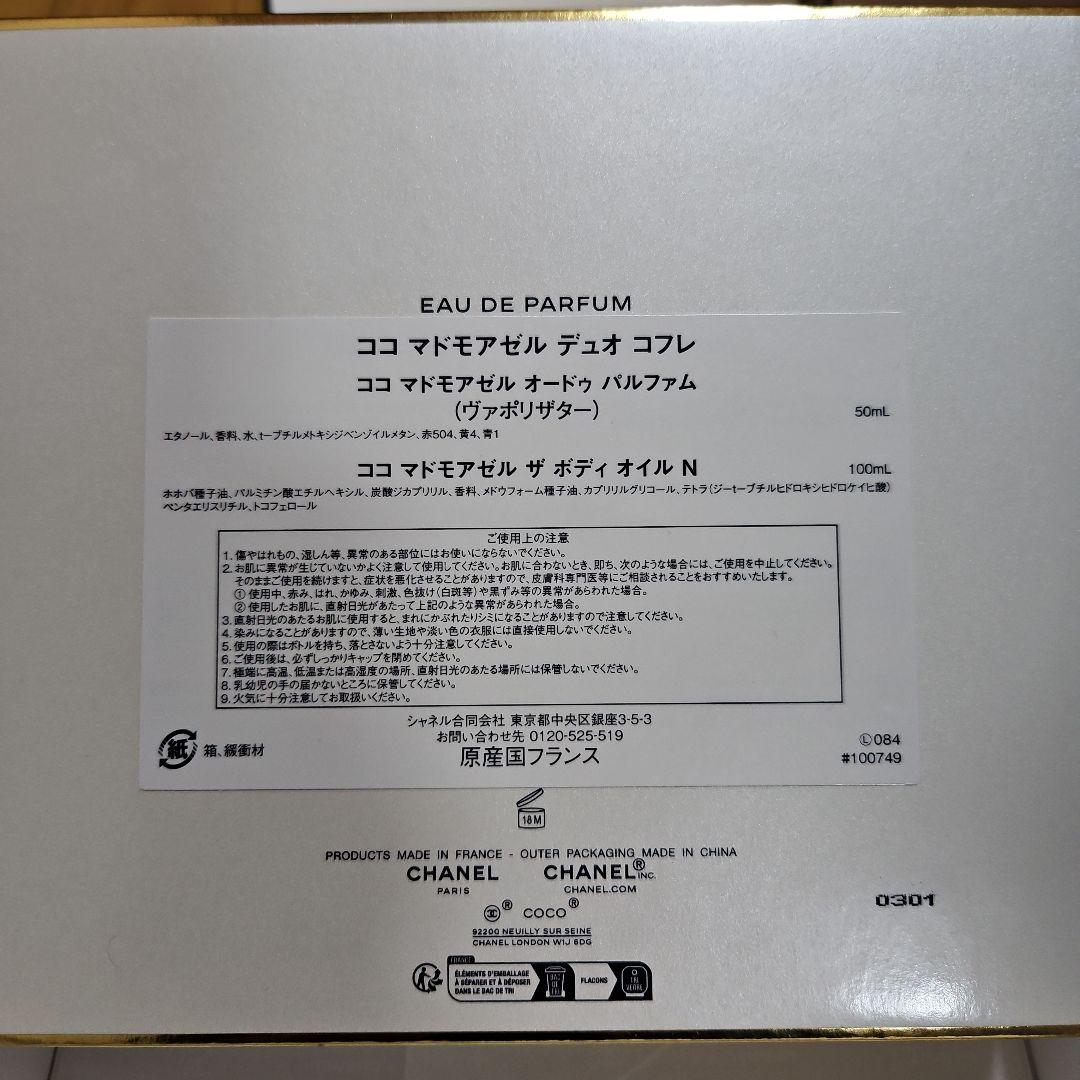 EAU DE PARFUM
ココ マドモアゼル デュオ コフレ
ココ マドモアゼル オードゥ パルファム
(ヴァポリザター)
50mL
エタノール、香料、水、t-ブチルメトキシジベンゾイルメタン、赤504、黄4、青1
ココ マドモアゼル ザ ボディ オイル N
100mL
ホホバ種子油、パルミチン酸エチルヘキシル、炭酸ジカプリリル、香料、メドウフォーム種子油、カプリリルグリコール、テトラ(ジ-t-ブチルヒドロキシヒドロケイヒ酸)
ペンタエリスリチル、トコフェロール
ご使用上の注意
1. 傷やはれもの、湿しん等、異常のある部位にはお使いにならないでください。
2. お肌に異常が生じていないかよく注意して使用してください。お肌に合わないとき、即ち、次のような場合には、ご使用を中止してください。
そのままご使用を続けますと、症状を悪化させることがありますので、皮膚科専門医等にご相談されることをおすすめいたします。
① 使用中、赤み、はれ、かゆみ、刺激、色抜け(白斑等)や黒ずみ等の異常があらわれた場合。
② 使用したお肌に、直射日光があたって上記のような異常があらわれた場合。
3. 直射日光のあたるお肌に使用すると、まれにかぶれたりシミになることがありますので注意してください。
4. 染みになることがありますので、薄い生地や淡い色の衣服には直接使用しないでください。
5. 使用の際はボトルを持ち、落とさないよう十分注意してください。
6. ご使用後は、必ずしっかりキャップを閉めてください。
7. 極端に高温、低温または高湿度の場所、直射日光のあたる場所には保管しないでください。
8. 乳幼児の手の届かないところに保管してください。
9. 火気に十分注意してお取扱いください。
シャネル合同会社 東京都中央区銀座3-5-3
お問い合わせ先 0120-525-519
原産国フランス
紙 箱、緩衝材
Ⓛ084
#100749
18M
PRODUCTS MADE IN FRANCE - OUTER PACKAGING MADE IN CHINA
CHANEL CHANEL® INC.
PARIS CHANEL.COM
® COCO®
0301
92200 NEUILLY SUR SEINE
CHANEL LONDON W1J 6DG
FRANCE
ÉLÉMENTS D'EMBALLAGE
À SÉPARER ET À DÉPOSER
DANS LE BAC DE TRI
BAC DE TRI
FLACONS
TRI VERRE